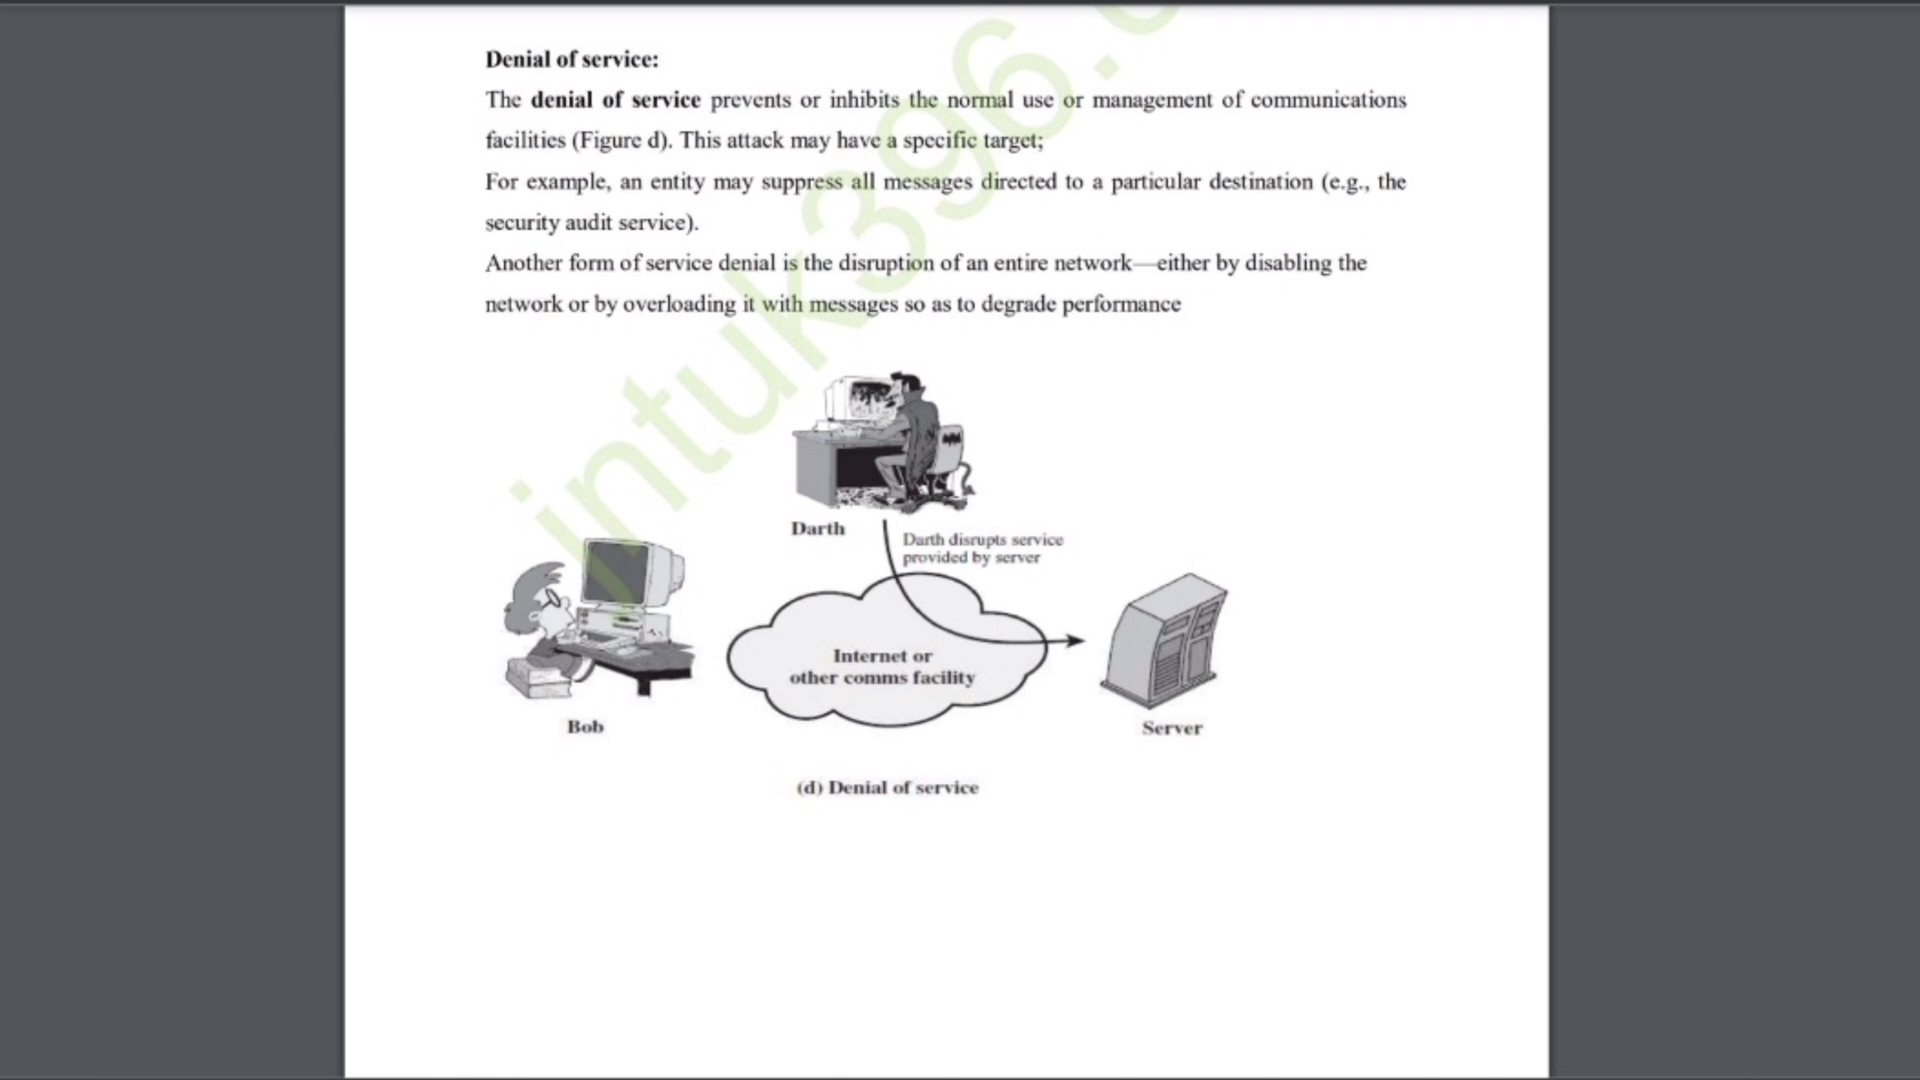 Denial of service:
The denial of service prevents or inhibits the normal use or management of communications
facilities (Figure d). This attack may have a specific target;
For example, an entity may suppress all messages directed to a particular destination (e.g., the
security audit service).
Another form of service denial is the disruption of an entire network—either by disabling the
network or by overloading it with messages so as to degrade performance
Darth
Darth disrupts service
provided by server
Internet or
other comms facility
Bob
Server
(d) Denial of service
jntuk396.